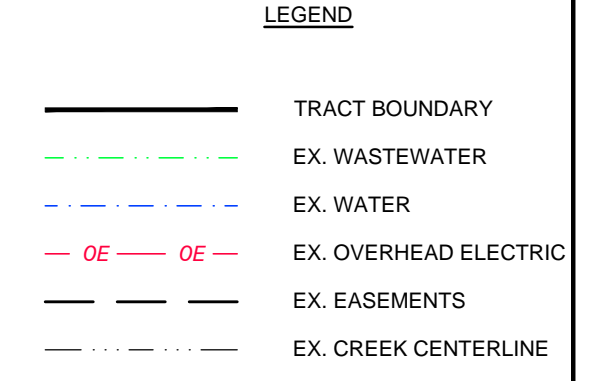 LEGEND
TRACT BOUNDARY
EX. WASTEWATER
EX. WATER
OE OE EX. OVERHEAD ELECTRIC
EX. EASEMENTS
EX. CREEK CENTERLINE